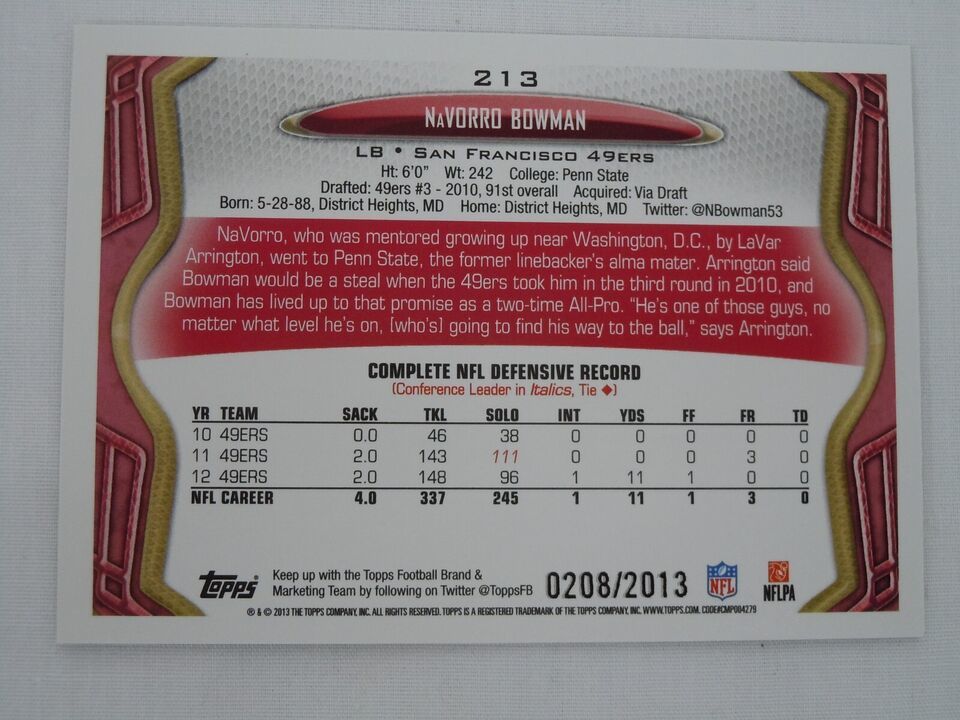 213
NaVORRO BOWMAN
LB • SAN FRANCISCO 49ERS
Ht: 6'0" Wt: 242 College: Penn State
Drafted: 49ers #3 - 2010, 91st overall Acquired: Via Draft
Born: 5-28-88, District Heights, MD Home: District Heights, MD Twitter: @NBowman53
NaVorro, who was mentored growing up near Washington, D.C., by LaVar
Arrington, went to Penn State, the former linebacker's alma mater. Arrington said
Bowman would be a steal when the 49ers took him in the third round in 2010, and
Bowman has lived up to that promise as a two-time All-Pro. "He's one of those guys, no
matter what level he's on, [who's] going to find his way to the ball," says Arrington.
COMPLETE NFL DEFENSIVE RECORD
(Conference Leader in Italics, Tie ◆)
YR TEAM SACK TKL SOLO INT YDS FF FR TD
10 49ERS 0.0 46 38 0 0 0 0 0
11 49ERS 2.0 143 111 0 0 0 3 0
12 49ERS 2.0 148 96 1 11 1 0 0
NFL CAREER 4.0 337 245 1 11 1 3 0
Topps
Keep up with the Topps Football Brand &
Marketing Team by following on Twitter @ToppsFB
0208/2013
NFL
NFLPA
® & © 2013 THE TOPPS COMPANY, INC. ALL RIGHTS RESERVED. TOPPS IS A REGISTERED TRADEMARK OF THE TOPPS COMPANY, INC. WWW.TOPPS.COM. CODE#CMP004279